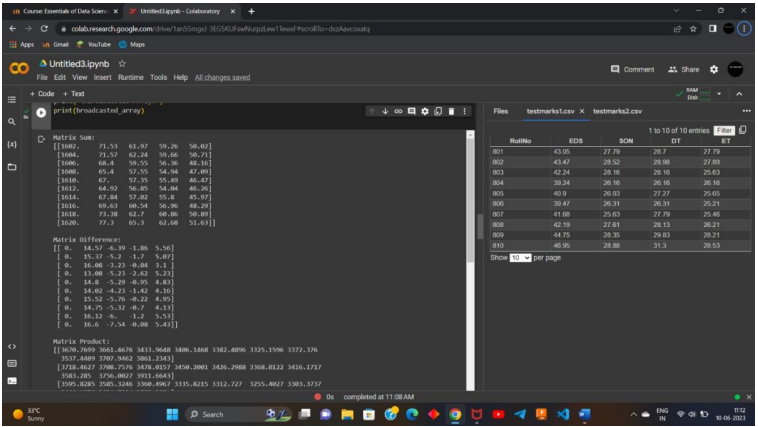 Course: Essentials of Data Scienc
Untitled3.ipynb - Colaboratory
colab.research.google.com/drive/
Apps Gmail YouTube Maps
Untitled3.ipynb
Comment Share
File Edit View Insert Runtime Tools Help All changes saved
+ Code + Text
RAM
Disk
print(broadcasted_array)
Matrix Sum:
[[1602. 71.53 61.97 59.26 50.02]
[1604. 71.57 62.24 59.66 50.71]
[1606. 68.4 59.55 56.36 48.16]
[1608. 65.4 57.55 54.94 47.09]
[1610. 67. 57.35 55.49 46.47]
[1612. 64.92 56.85 54.04 46.26]
[1614. 67.84 57.02 55.8 45.97]
[1616. 69.63 60.54 56.96 48.29]
[1618. 73.38 62.7 60.86 50.89]
[1620. 77.3 65.3 62.68 51.63]]
Matrix Difference:
[[ 0. 14.57 -6.39 -1.86 5.56]
[ 0. 15.37 -5.2 -1.7 5.07]
[ 0. 16.08 -3.23 -0.04 3.1 ]
[ 0. 13.08 -5.23 -2.62 5.23]
[ 0. 14.8 -5.29 -0.95 4.83]
[ 0. 14.02 -4.23 -1.42 4.16]
[ 0. 15.52 -5.76 -0.22 4.95]
[ 0. 14.75 -5.32 -0.7 4.13]
[ 0. 16.12 -6. -1.2 5.53]
[ 0. 16.6 -7.54 -0.08 5.43]]
Matrix Product:
[[3670.7699 3661.4676 3433.9648 3406.1468 3382.4896 3325.1596 3372.376
3537.4489 3707.9462 3861.2343]
[3718.4627 3708.7576 3478.0157 3450.2001 3426.2988 3368.0122 3416.1717
3583.285 3756.0027 3911.6643]
[3595.8285 3585.3246 3360.4967 3335.8215 3312.727 3255.4027 3303.3737
Files testmarks1.csv testmarks2.csv
1 to 10 of 10 entries Filter
RollNo EDS SON DT ET
801 43.05 27.79 28.7 27.79
802 43.47 28.52 28.98 27.89
803 42.24 28.16 28.16 25.63
804 39.24 26.16 26.16 26.16
805 40.9 26.03 27.27 25.65
806 39.47 26.31 26.31 25.21
807 41.68 25.63 27.79 25.46
808 42.19 27.61 28.13 26.21
809 44.75 28.35 29.83 28.21
810 46.95 28.88 31.3 28.53
Show 10 per page
0s completed at 11:08 AM
33°C
Sunny
Search
ENG
IN
11:12
10-06-2023